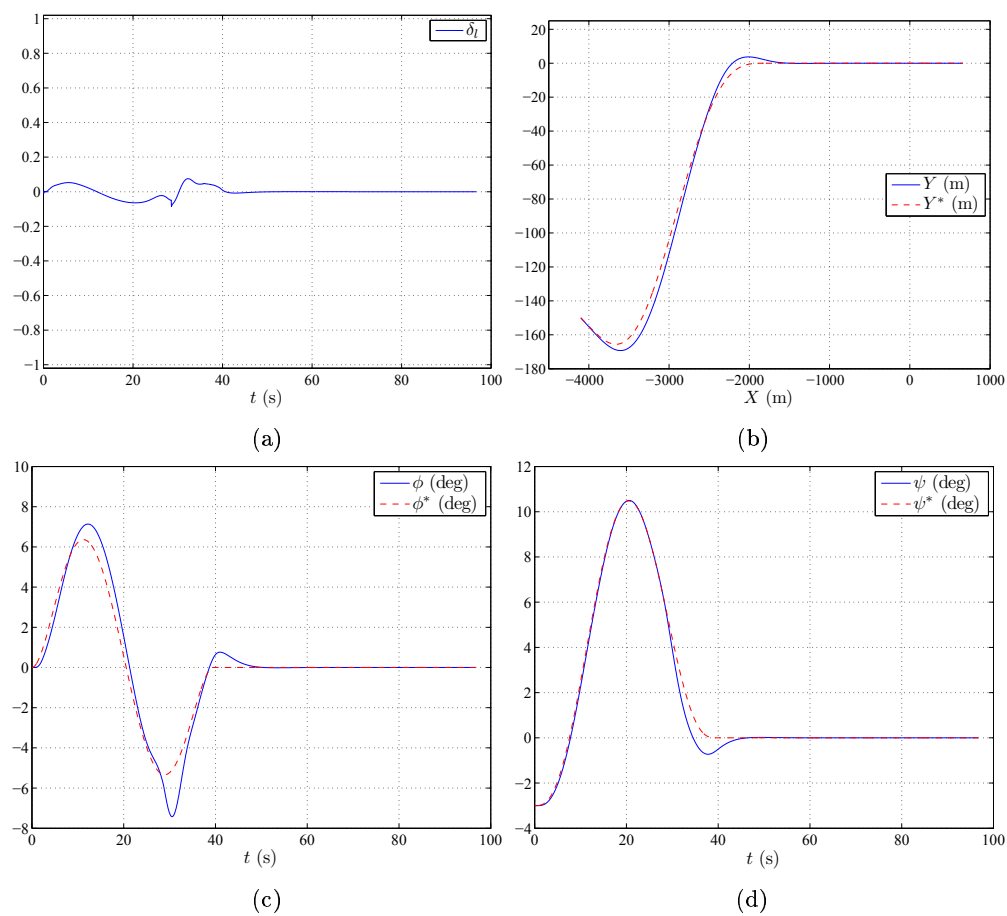 1
0.8
0.6
0.4
0.2
0
−0.2
−0.4
−0.6
−0.8
−1
δl
0 20 40 60 80 100
t (s)
(a)
20
0
−20
−40
−60
−80
−100
−120
−140
−160
−180
Y (m)
Y* (m)
−4000 −3000 −2000 −1000 0 1000
X (m)
(b)
10
8
6
4
2
0
−2
−4
−6
−8
ϕ (deg)
ϕ* (deg)
0 20 40 60 80 100
t (s)
(c)
12
10
8
6
4
2
0
−2
−4
ψ (deg)
ψ* (deg)
0 20 40 60 80 100
t (s)
(d)